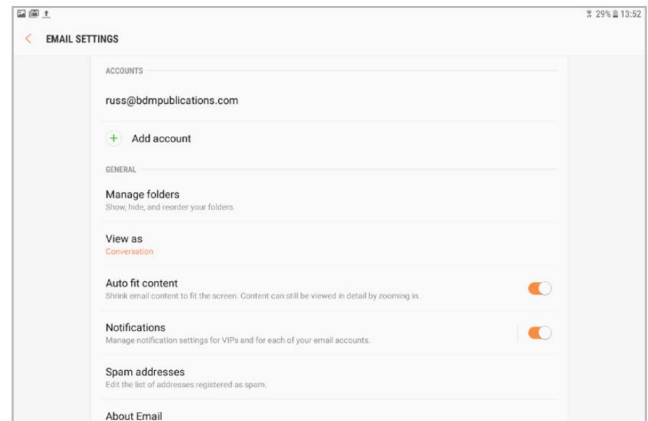 29% 13:52
EMAIL SETTINGS
ACCOUNTS
russ@bdmpublications.com
Add account
GENERAL
Manage folders
Show, hide, and reorder your folders.
View as
Conversation
Auto fit content
Shrink email content to fit the screen. Content can still be viewed in detail by zooming in.
Notifications
Manage notification settings for VIPs and for each of your email accounts.
Spam addresses
Edit the list of addresses registered as spam.
About Email